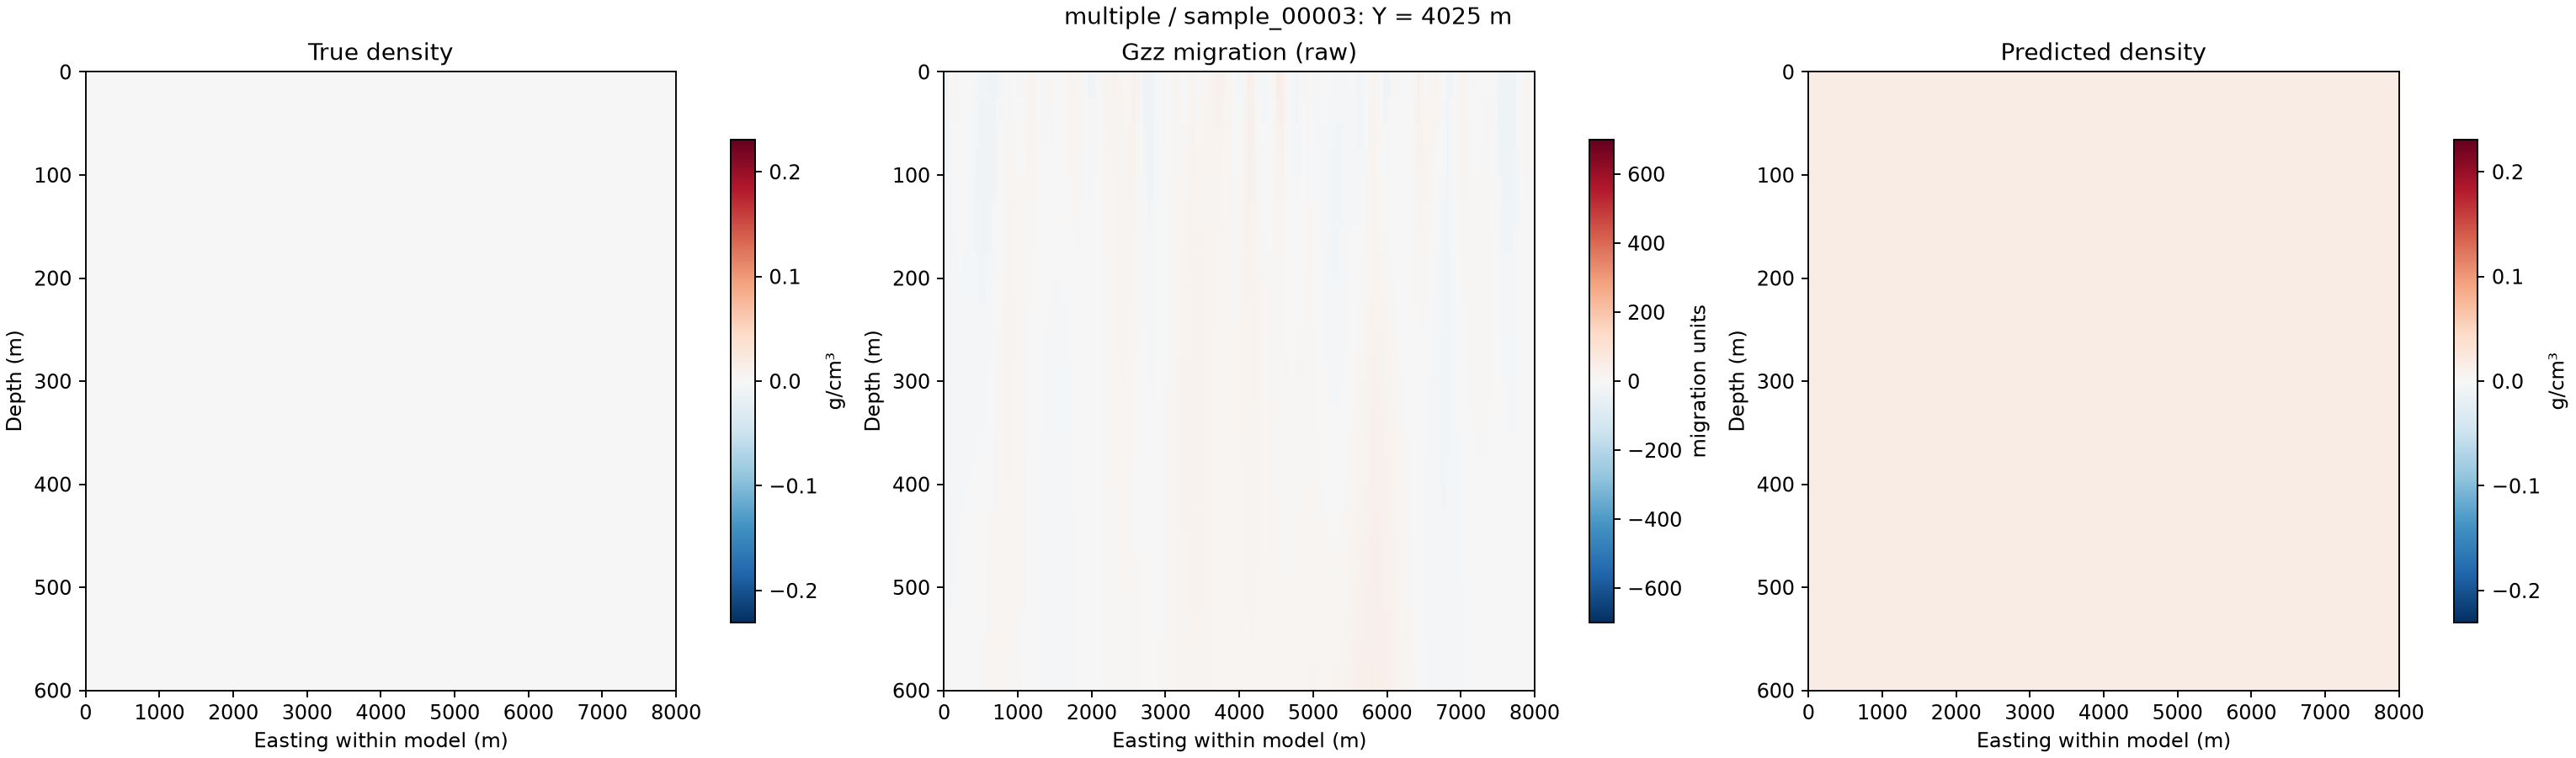 multiple / sample_00003: Y = 4025 m
True density
0
100
200
300
400
500
600
Depth (m)
0 1000 2000 3000 4000 5000 6000 7000 8000
Easting within model (m)
0.2
0.1
0.0
−0.1
−0.2
g/cm³
Gzz migration (raw)
0
100
200
300
400
500
600
Depth (m)
0 1000 2000 3000 4000 5000 6000 7000 8000
Easting within model (m)
600
400
200
0
−200
−400
−600
migration units
Predicted density
0
100
200
300
400
500
600
Depth (m)
0 1000 2000 3000 4000 5000 6000 7000 8000
Easting within model (m)
0.2
0.1
0.0
−0.1
−0.2
g/cm³